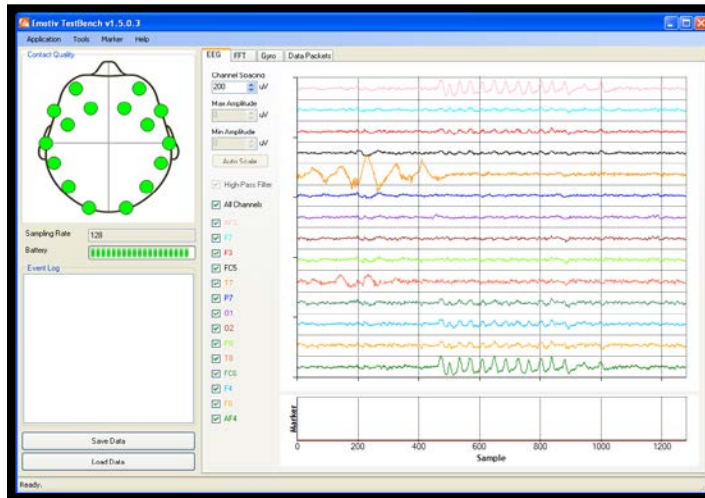 Emotiv TestBench v1.5.0.3
Application Tools Marker Help
Contact Quality
EEG FFT Gyro Data Packets
Channel Spacing
200 uV
Max Amplitude
uV
Min Amplitude
uV
Auto Scale
High-Pass Filter
All Channels
AF3
F7
F3
FC5
T7
P7
O1
O2
P8
T8
FC6
F4
F8
AF4
Sampling Rate 128
Battery
Event Log
Save Data
Load Data
Marker
0 200 400 600 800 1000 1200
Sample
Ready.